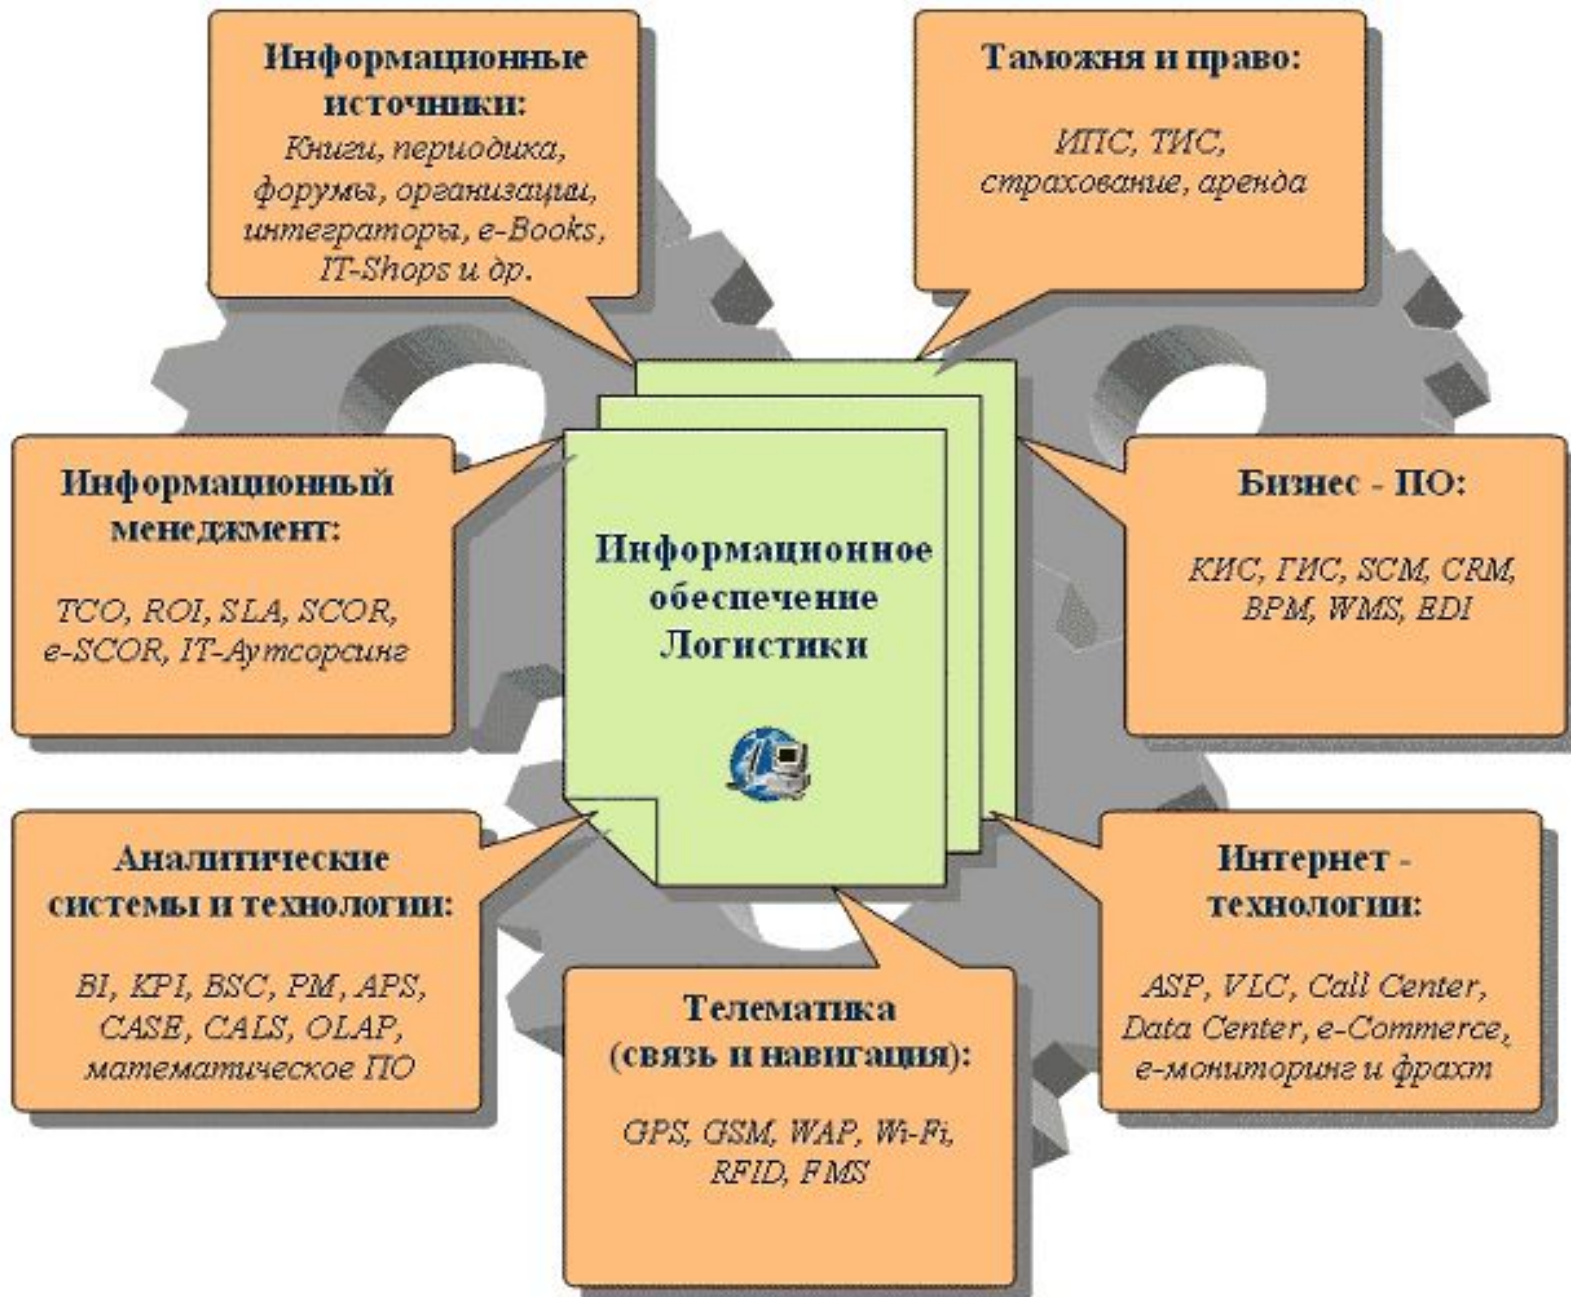 Информационные
источники:
Книги, периодика,
форумы, организации,
интеграторы, e-Books,
IT-Shops и др.
Таможня и право:
ИПС, ТИС,
страхование, аренда
Информационный
менеджмент:
TCO, ROI, SLA, SCOR,
e-SCOR, IT-Аутсорсинг
Информационное
обеспечение
Логистики
Бизнес - ПО:
КИС, ГИС, SCM, CRM,
BPM, WMS, EDI
Аналитические
системы и технологии:
BI, KPI, BSC, PM, APS,
CASE, CALS, OLAP,
математическое ПО
Телематика
(связь и навигация):
GPS, GSM, WAP, Wi-Fi,
RFID, FMS
Интернет -
технологии:
ASP, VLC, Call Center,
Data Center, e-Commerce,
е-мониторинг и фрахт